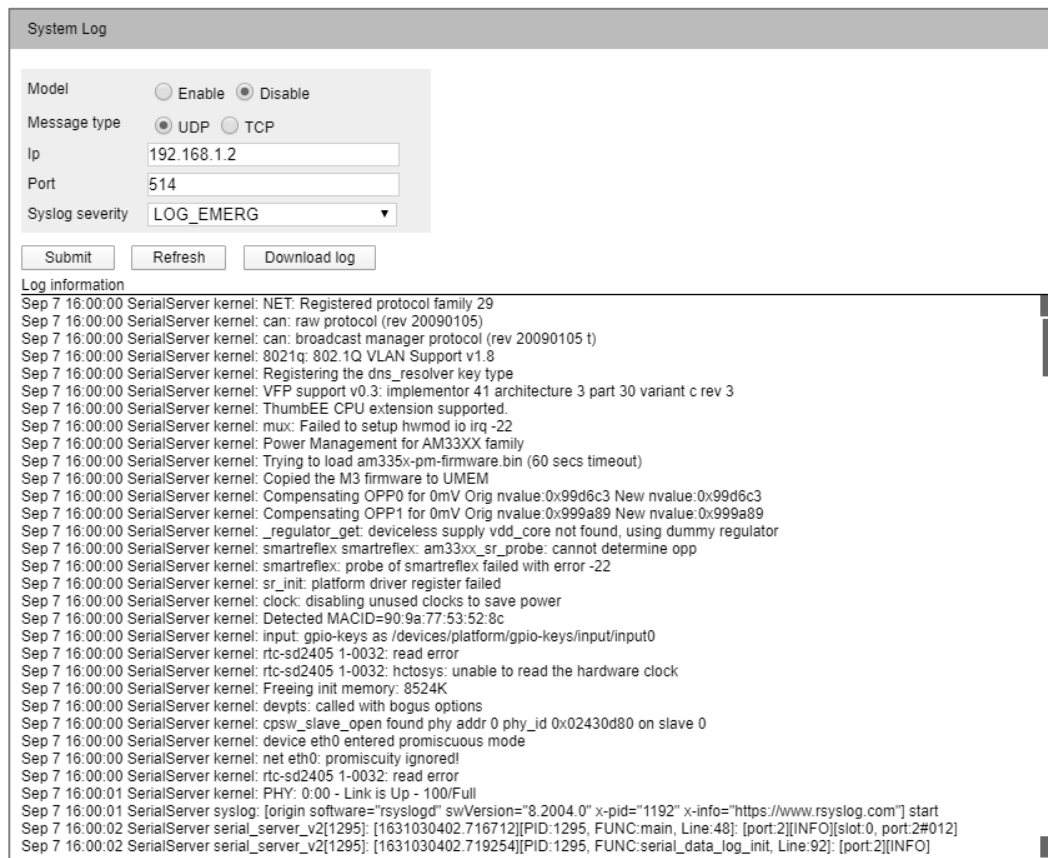 System Log
Model Enable Disable
Message type UDP TCP
Ip 192.168.1.2
Port 514
Syslog severity LOG_EMERG
Submit Refresh Download log
Log information
Sep 7 16:00:00 SerialServer kernel: NET: Registered protocol family 29
Sep 7 16:00:00 SerialServer kernel: can: raw protocol (rev 20090105)
Sep 7 16:00:00 SerialServer kernel: can: broadcast manager protocol (rev 20090105 t)
Sep 7 16:00:00 SerialServer kernel: 8021q: 802.1Q VLAN Support v1.8
Sep 7 16:00:00 SerialServer kernel: Registering the dns_resolver key type
Sep 7 16:00:00 SerialServer kernel: VFP support v0.3: implementor 41 architecture 3 part 30 variant c rev 3
Sep 7 16:00:00 SerialServer kernel: ThumbEE CPU extension supported.
Sep 7 16:00:00 SerialServer kernel: mux: Failed to setup hwmod io irq -22
Sep 7 16:00:00 SerialServer kernel: Power Management for AM33XX family
Sep 7 16:00:00 SerialServer kernel: Trying to load am335x-pm-firmware.bin (60 secs timeout)
Sep 7 16:00:00 SerialServer kernel: Copied the M3 firmware to UMEM
Sep 7 16:00:00 SerialServer kernel: Compensating OPP0 for 0mV Orig nvalue:0x99d6c3 New nvalue:0x99d6c3
Sep 7 16:00:00 SerialServer kernel: Compensating OPP1 for 0mV Orig nvalue:0x999a89 New nvalue:0x999a89
Sep 7 16:00:00 SerialServer kernel: _regulator_get: deviceless supply vdd_core not found, using dummy regulator
Sep 7 16:00:00 SerialServer kernel: smartreflex smartreflex: am33xx_sr_probe: cannot determine opp
Sep 7 16:00:00 SerialServer kernel: smartreflex: probe of smartreflex failed with error -22
Sep 7 16:00:00 SerialServer kernel: sr_init: platform driver register failed
Sep 7 16:00:00 SerialServer kernel: clock: disabling unused clocks to save power
Sep 7 16:00:00 SerialServer kernel: Detected MACID=90:9a:77:53:52:8c
Sep 7 16:00:00 SerialServer kernel: input: gpio-keys as /devices/platform/gpio-keys/input/input0
Sep 7 16:00:00 SerialServer kernel: rtc-sd2405 1-0032: read error
Sep 7 16:00:00 SerialServer kernel: rtc-sd2405 1-0032: hctosys: unable to read the hardware clock
Sep 7 16:00:00 SerialServer kernel: Freeing init memory: 8524K
Sep 7 16:00:00 SerialServer kernel: devpts: called with bogus options
Sep 7 16:00:00 SerialServer kernel: cpsw_slave_open found phy addr 0 phy_id 0x02430d80 on slave 0
Sep 7 16:00:00 SerialServer kernel: device eth0 entered promiscuous mode
Sep 7 16:00:00 SerialServer kernel: net eth0: promiscuity ignored!
Sep 7 16:00:00 SerialServer kernel: rtc-sd2405 1-0032: read error
Sep 7 16:00:01 SerialServer kernel: PHY: 0:00 - Link is Up - 100/Full
Sep 7 16:00:01 SerialServer syslog: [origin software="rsyslogd" swVersion="8.2004.0" x-pid="1192" x-info="https://www.rsyslog.com"] start
Sep 7 16:00:02 SerialServer serial_server_v2[1295]: [1631030402.716712][PID:1295, FUNC:main, Line:48]: [port:2][INFO][slot:0, port:2#012]
Sep 7 16:00:02 SerialServer serial_server_v2[1295]: [1631030402.719254][PID:1295, FUNC:serial_data_log_init, Line:92]: [port:2][INFO]